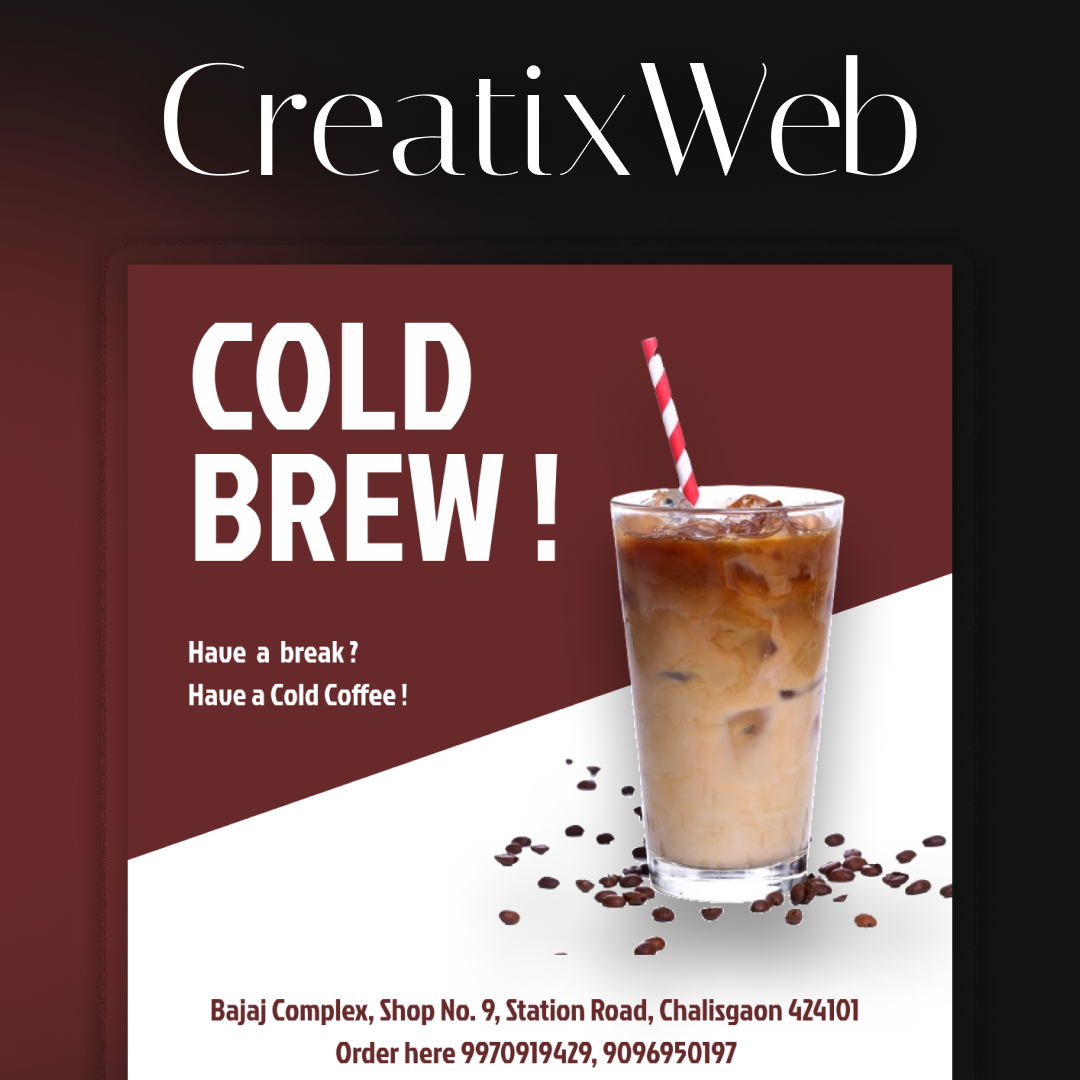 CreatixWeb
COLD
BREW !
Have a break ?
Have a Cold Coffee !
Bajaj Complex, Shop No. 9, Station Road, Chalisgaon 424101
Order here 9970919429, 9096950197